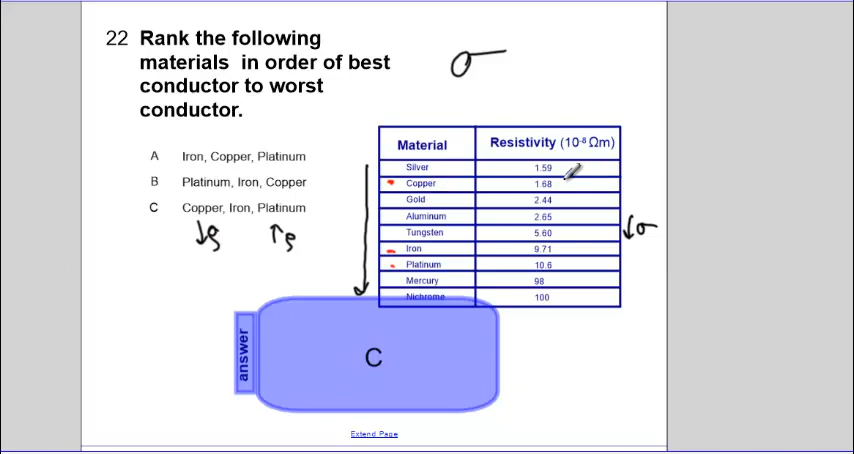 22 Rank the following
materials in order of best
conductor to worst
conductor.
σ
A Iron, Copper, Platinum
B Platinum, Iron, Copper
C Copper, Iron, Platinum
↓ρ ↑ρ
Material Resistivity (10⁻⁸ Ωm)
Silver 1.59
Copper 1.68
Gold 2.44
Aluminum 2.65
Tungsten 5.60
Iron 9.71
Platinum 10.6
Mercury 98
Nichrome 100
↓σ
answer
C
Extend Page